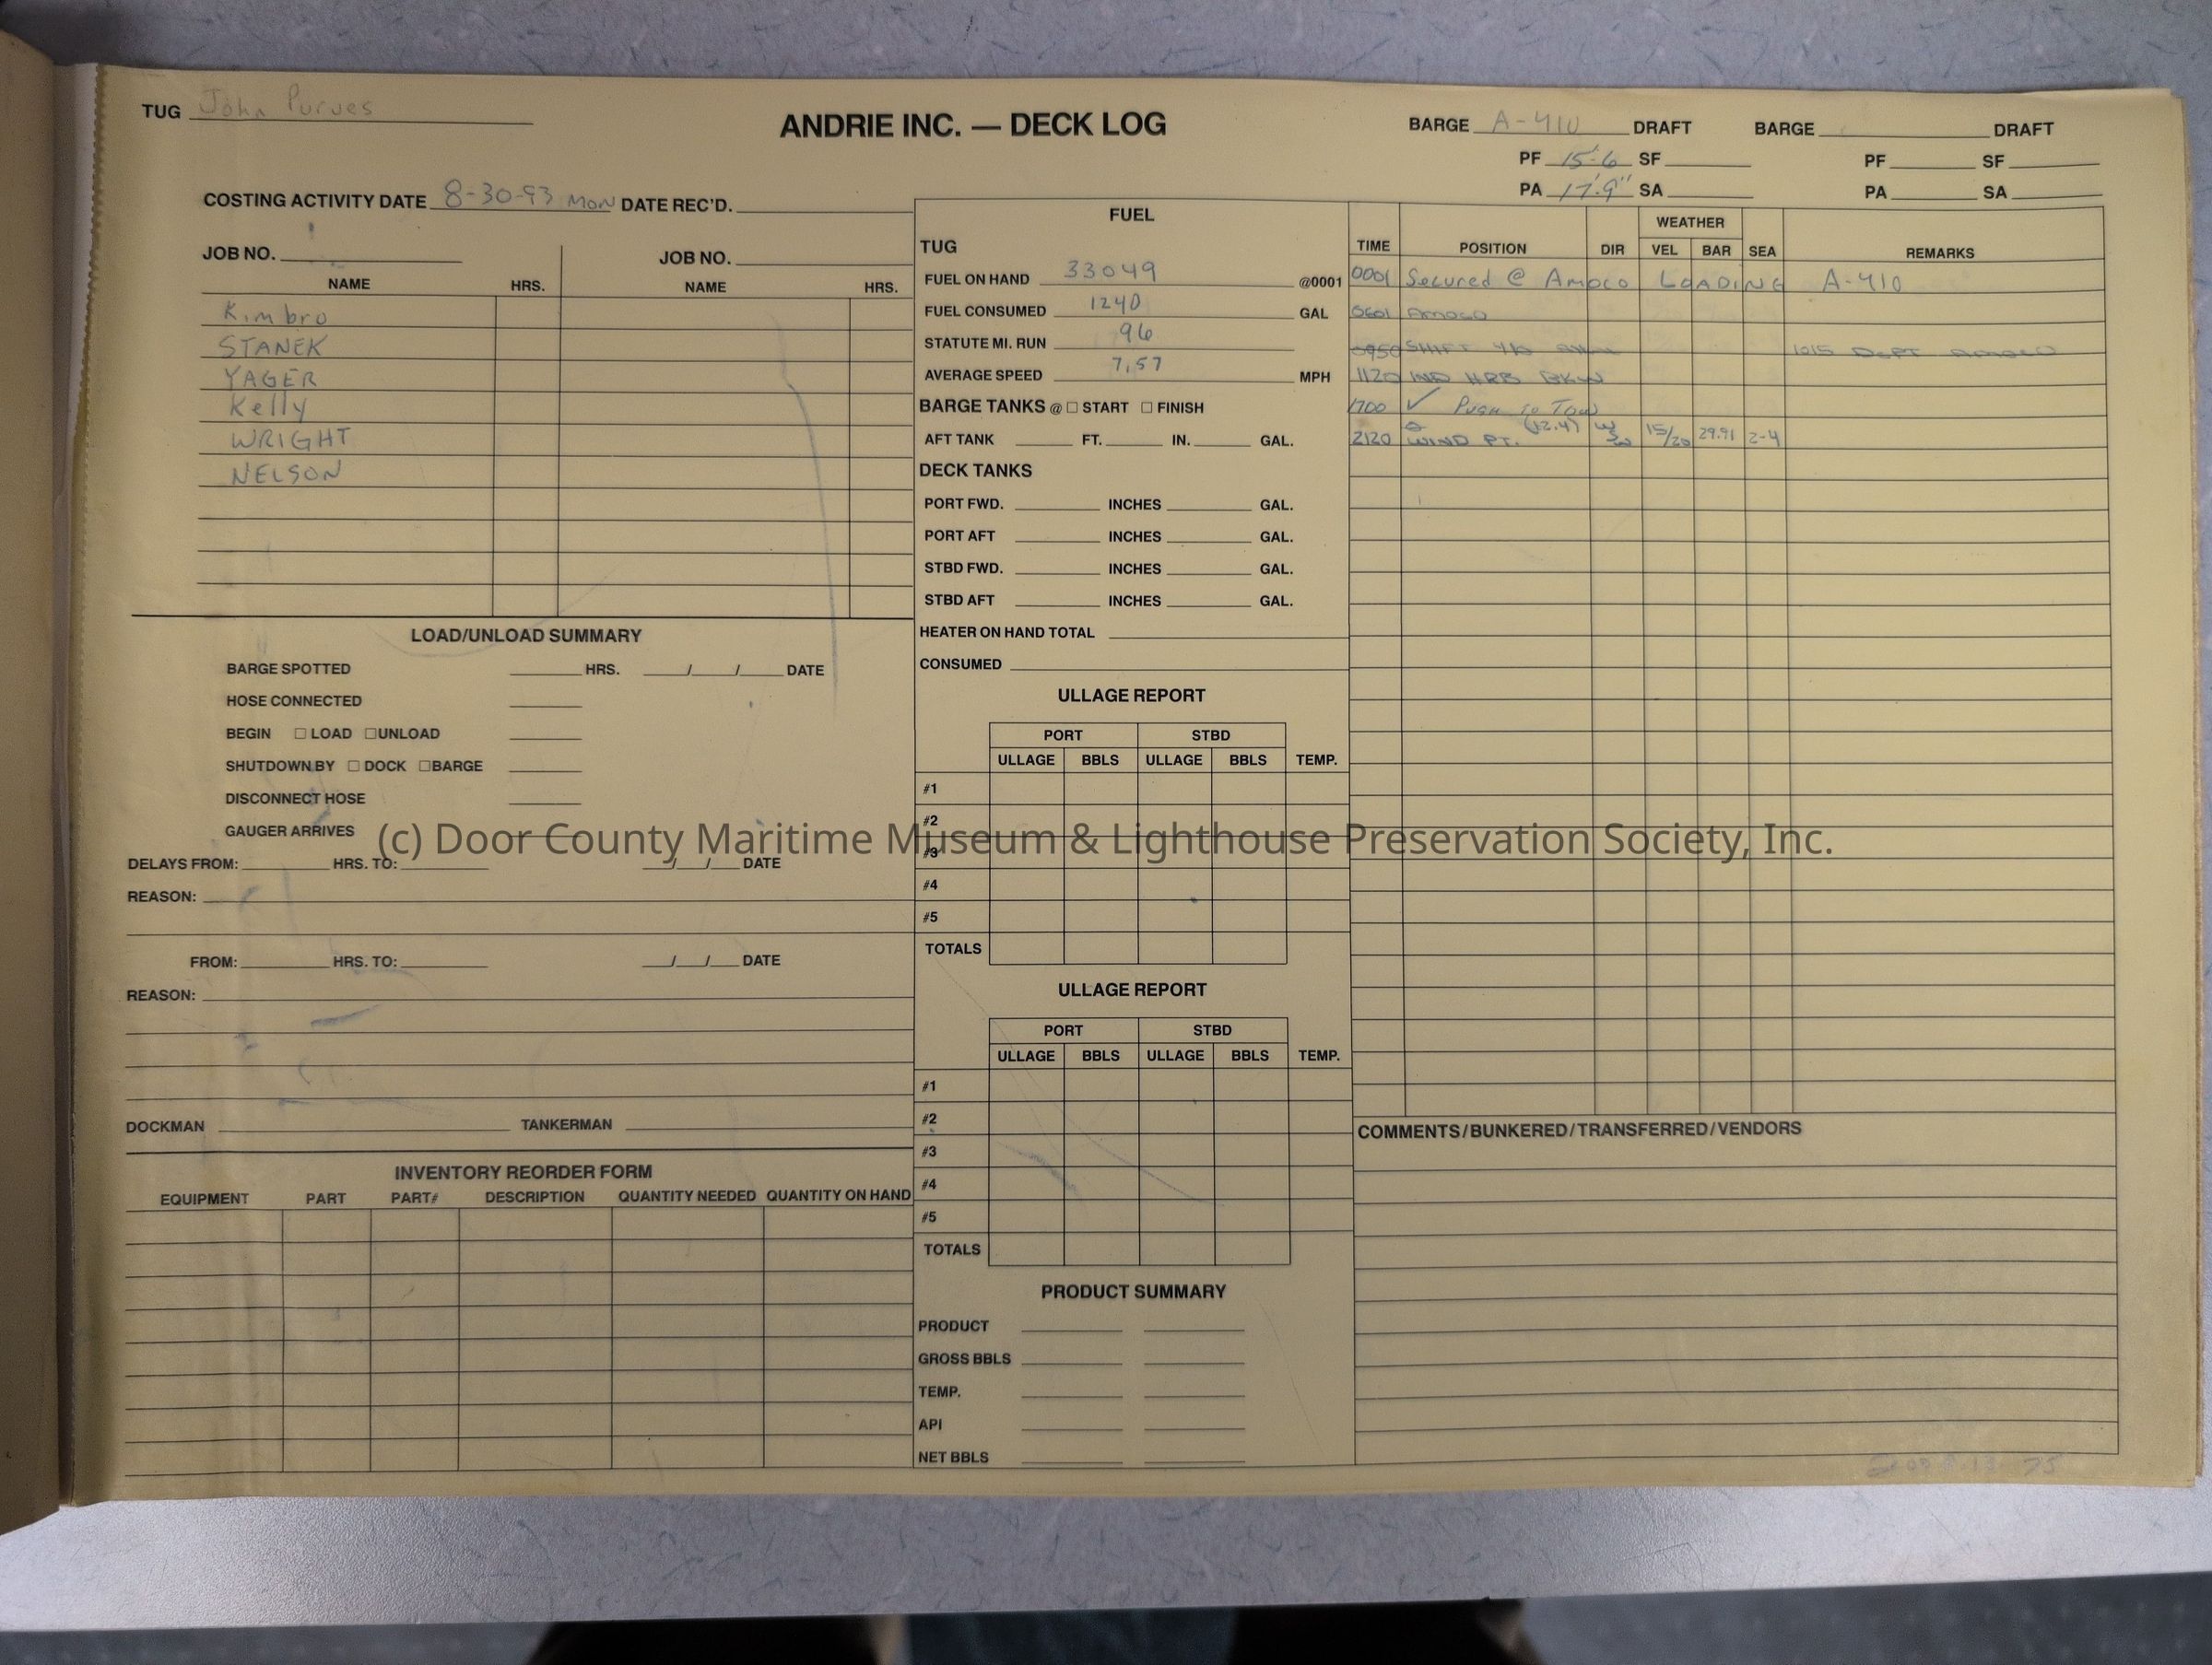 TUG John Purves
ANDRIE INC. — DECK LOG
BARGE A-410 DRAFT BARGE DRAFT
PF 15'-6 SF PF SF
PA 17'.9" SA PA SA
COSTING ACTIVITY DATE 8-30-93 MON DATE REC'D.
JOB NO. JOB NO.
NAME HRS. NAME HRS.
Kimbro
STANEK
YAGER
Kelly
WRIGHT
NELSON
LOAD/UNLOAD SUMMARY
BARGE SPOTTED HRS. / / DATE
HOSE CONNECTED
BEGIN ☐ LOAD ☐ UNLOAD
SHUTDOWN BY ☐ DOCK ☐ BARGE
DISCONNECT HOSE
GAUGER ARRIVES
DELAYS FROM: HRS. TO: / / DATE
REASON:
FROM: HRS. TO: / / DATE
REASON:
DOCKMAN TANKERMAN
INVENTORY REORDER FORM
EQUIPMENT PART PART# DESCRIPTION QUANTITY NEEDED QUANTITY ON HAND
FUEL
TUG
FUEL ON HAND 33049 @0001
FUEL CONSUMED 1240 GAL
STATUTE MI. RUN 96
AVERAGE SPEED 7.57 MPH
BARGE TANKS @ ☐ START ☐ FINISH
AFT TANK FT. IN. GAL.
DECK TANKS
PORT FWD. INCHES GAL.
PORT AFT INCHES GAL.
STBD FWD. INCHES GAL.
STBD AFT INCHES GAL.
HEATER ON HAND TOTAL
CONSUMED
ULLAGE REPORT
PORT STBD
ULLAGE BBLS ULLAGE BBLS TEMP.
#1
#2
#3
#4
#5
TOTALS
ULLAGE REPORT
PORT STBD
ULLAGE BBLS ULLAGE BBLS TEMP.
#1
#2
#3
#4
#5
TOTALS
PRODUCT SUMMARY
PRODUCT
GROSS BBLS
TEMP.
API
NET BBLS
WEATHER
TIME POSITION DIR VEL BAR SEA REMARKS
0001 Secured @ Amoco LOADING A-410
0601 Amoco
0950 SHIFT 1015 DEPT AMOCO
1120 IND HRB BKW
1700 ✓ Push to Tow
2120 WIND PT. (12.4) W SW 15/20 29.91 2-4
COMMENTS/BUNKERED/TRANSFERRED/VENDORS
(c) Door County Maritime Museum & Lighthouse Preservation Society, Inc.